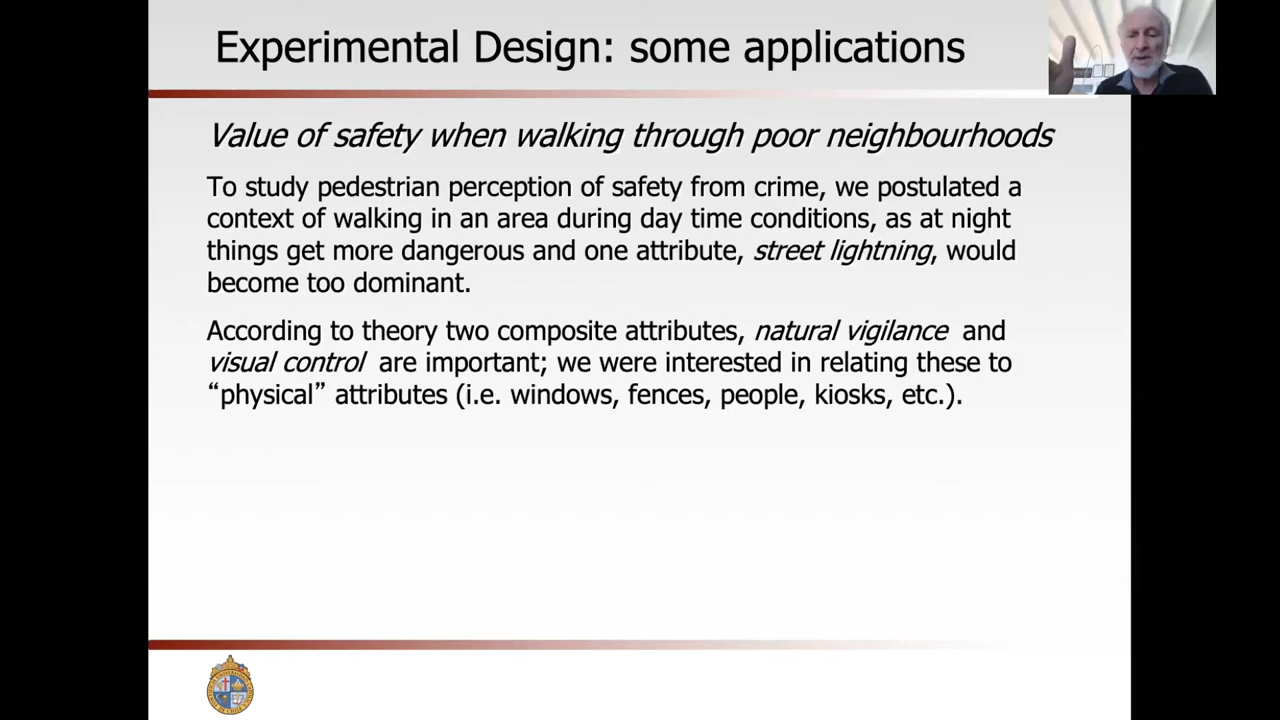 Experimental Design: some applications
Value of safety when walking through poor neighbourhoods
To study pedestrian perception of safety from crime, we postulated a
context of walking in an area during day time conditions, as at night
things get more dangerous and one attribute, street lightning, would
become too dominant.
According to theory two composite attributes, natural vigilance and
visual control are important; we were interested in relating these to
“physical” attributes (i.e. windows, fences, people, kiosks, etc.).